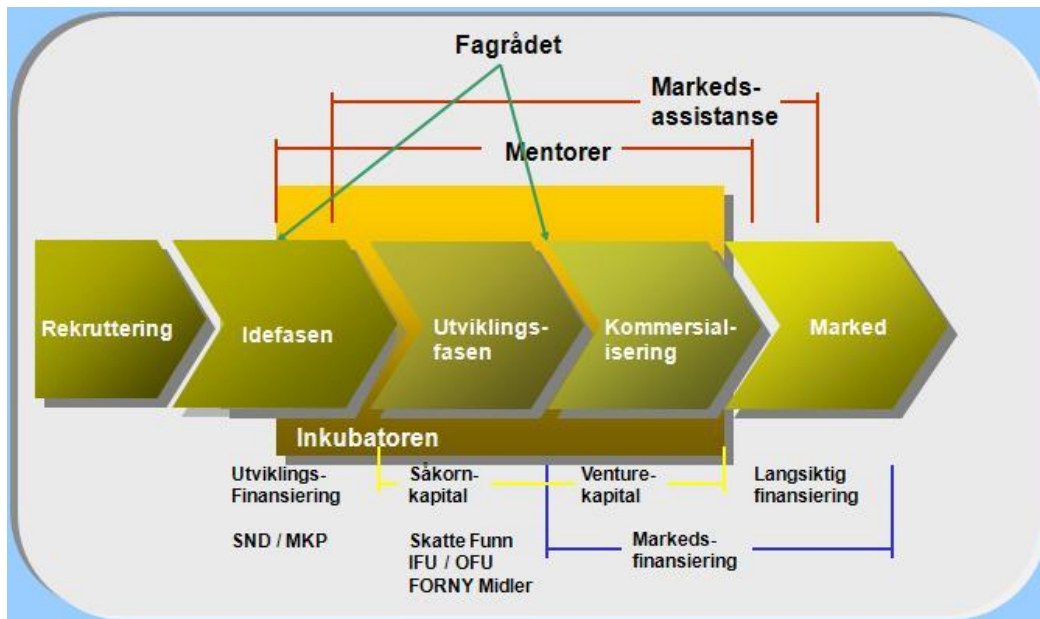 Fagrådet
Markeds-
assistanse
Mentorer
Rekruttering
Idefasen
Utviklings-
fasen
Kommersial-
isering
Marked
Inkubatoren
Utviklings-
Finansiering
SND / MKP
Såkorn-
kapital
Skatte Funn
IFU / OFU
FORNY Midler
Venture-
kapital
Langsiktig
finansiering
Markeds-
finansiering